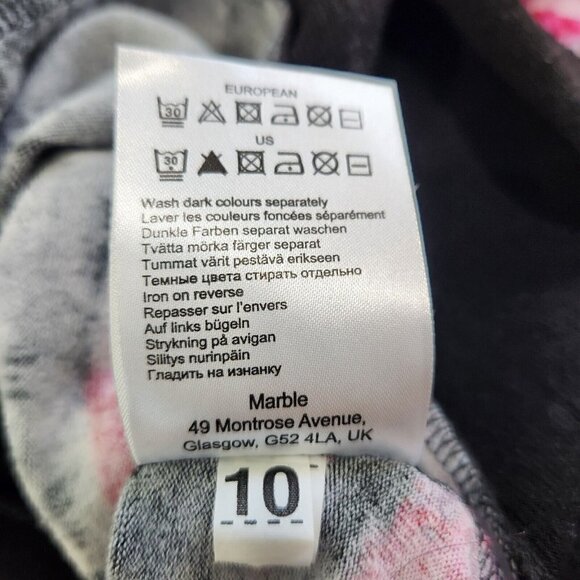 EUROPEAN
30
US
30
Wash dark colours separately
Laver les couleurs foncées séparément
Dunkle Farben separat waschen
Tvätta mörka färger separat
Tummat värit pestävä erikseen
Темные цвета стирать отдельно
Iron on reverse
Repasser sur l'envers
Auf links bügeln
Strykning på avigan
Silitys nurinpäin
Гладить на изнанку
Marble
49 Montrose Avenue,
Glasgow, G52 4LA, UK
10